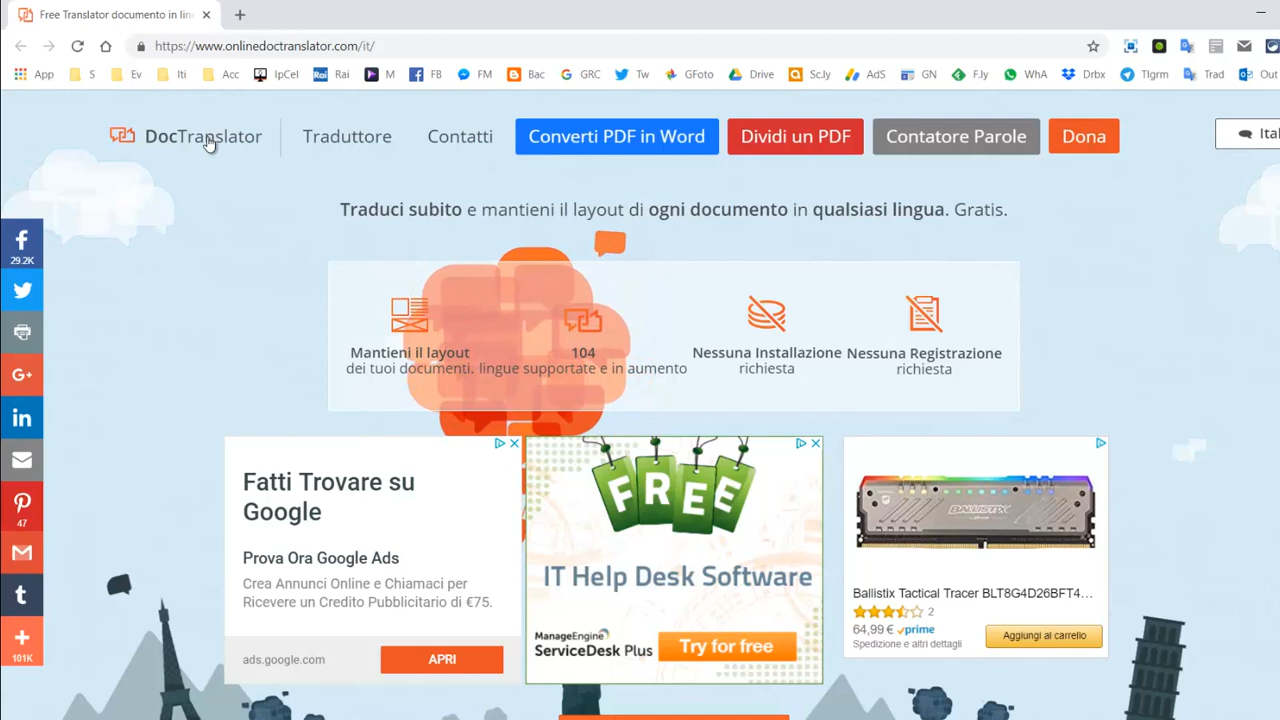 Free Translator documento in line
https://www.onlinedoctranslator.com/it/
App S Ev Iti Acc IpCel Rai M FB FM Bac GRC Tw GFoto Drive Sc.ly AdS GN F.ly WhA Drbx Tlgrm Trad Out
DocTranslator Traduttore Contatti Converti PDF in Word Dividi un PDF Contatore Parole Dona Ital
Traduci subito e mantieni il layout di ogni documento in qualsiasi lingua. Gratis.
29.2K
Mantieni il layout
dei tuoi documenti.
104
lingue supportate e in aumento
Nessuna Installazione
richiesta
Nessuna Registrazione
richiesta
47
101K
Fatti Trovare su
Google
Prova Ora Google Ads
Crea Annunci Online e Chiamaci per
Ricevere un Credito Pubblicitario di €75.
ads.google.com APRI
FREE
IT Help Desk Software
ManageEngine
ServiceDesk Plus
Try for free
BALLISTIX
Ballistix Tactical Tracer BLT8G4D26BFT4...
2
64,99 € prime
Spedizione e altri dettagli
Aggiungi al carrello